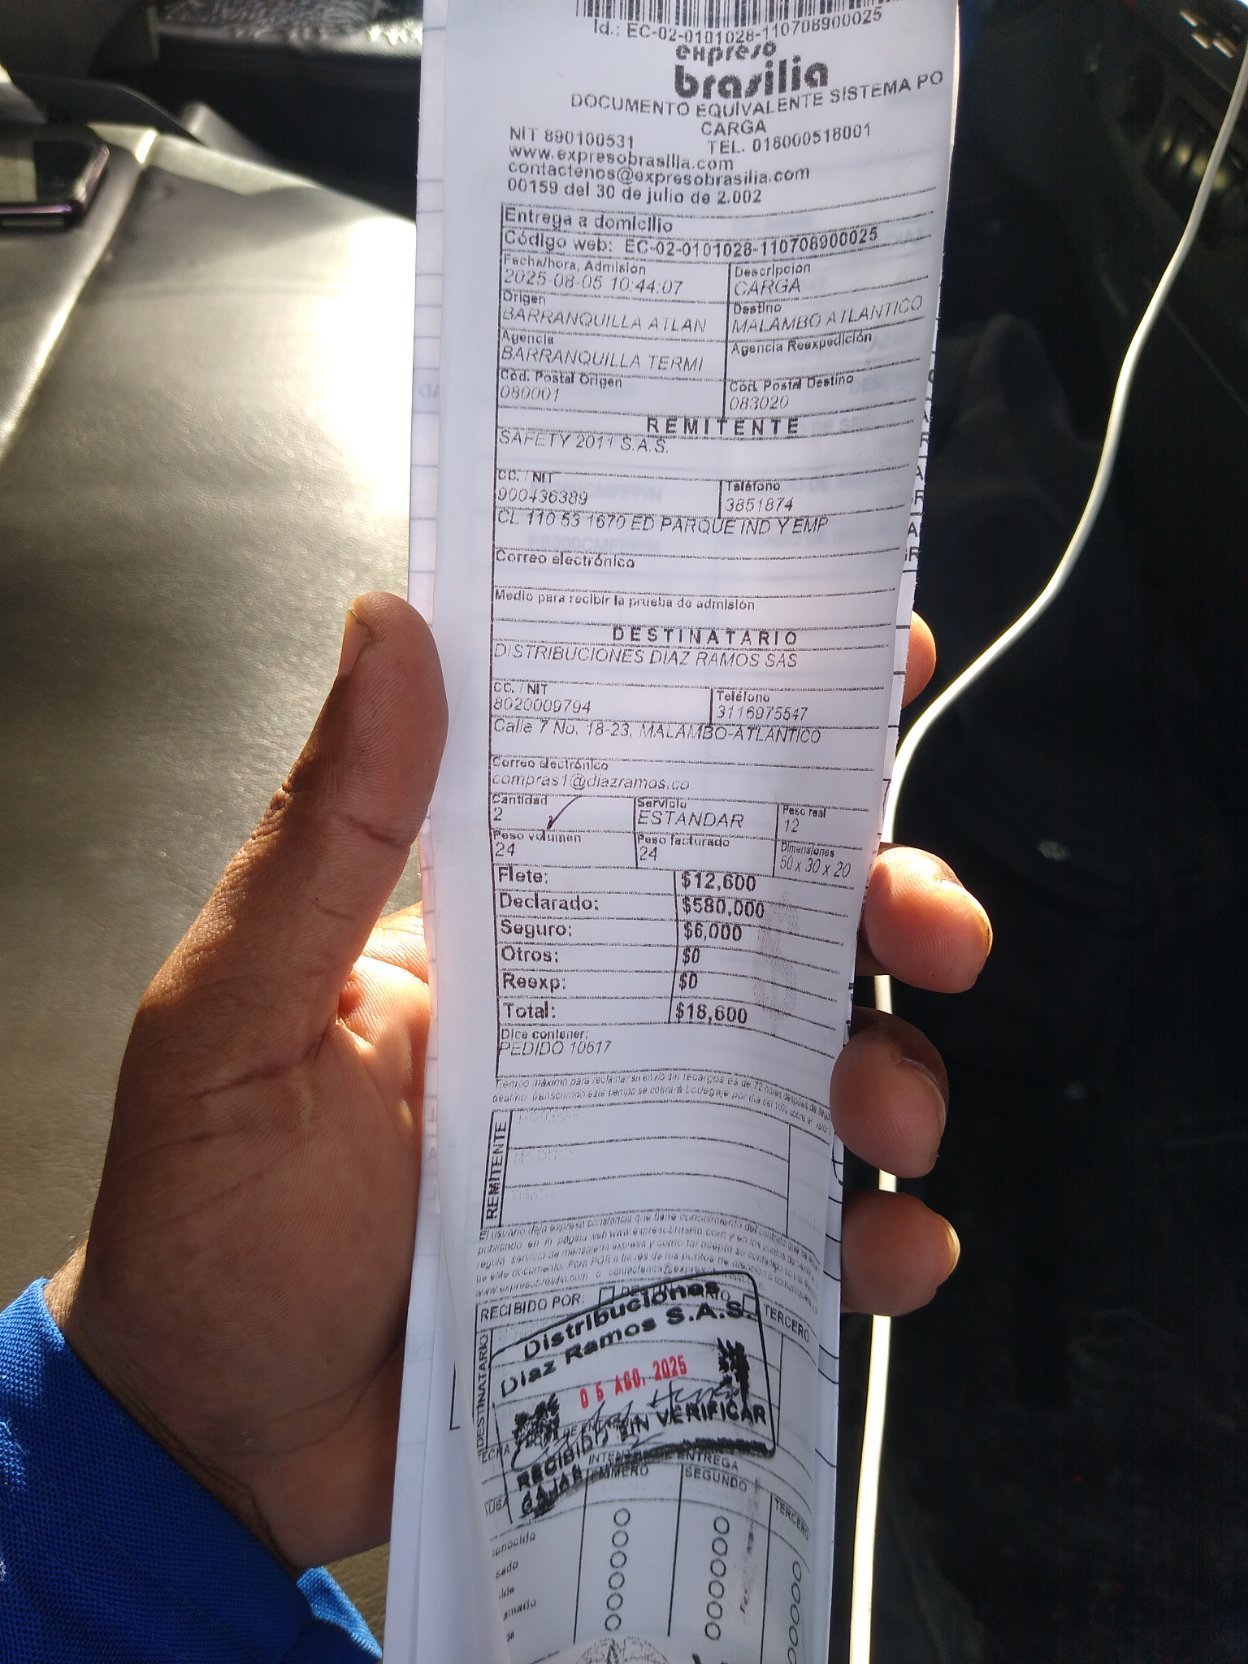 Id.: EC-02-0101028-110708900025
expreso
brasilia
DOCUMENTO EQUIVALENTE SISTEMA PO
CARGA
NIT 890100531 TEL. 018000518001
www.expresobrasilia.com
contactenos@expresobrasilia.com
00159 del 30 de julio de 2.002
Entrega a domicilio
Código web: EC-02-0101028-110708900025
Fecha/hora, Admisión Descripcion
2025-08-05 10:44:07 CARGA
Origen Destino
BARRANQUILLA ATLAN MALAMBO ATLANTICO
Agencia Agencia Reexpedición
BARRANQUILLA TERMI
Cód. Postal Origen Cód. Postal Destino
080001 083020
REMITENTE
SAFETY 2011 S.A.S.
CC. / NIT Teléfono
900436389 3851874
CL 110 53 1670 ED PARQUE IND Y EMP
Correo electrónico
Medio para recibir la prueba de admisión
DESTINATARIO
DISTRIBUCIONES DIAZ RAMOS SAS
CC. / NIT Teléfono
8020009794 3116975547
Calle 7 No. 18-23, MALAMBO-ATLANTICO
Correo electrónico
compras1@diazramos.co
Cantidad Servicio Peso real
2 ESTANDAR 12
Peso volumen Peso facturado Dimensiones
24 24 50 x 30 x 20
Flete: $12,600
Declarado: $580,000
Seguro: $6,000
Otros: $0
Reexp: $0
Total: $18,600
Dice contener:
PEDIDO 10617
REMITENTE
RECIBIDO POR: TERCERO
DESTINATARIO
Distribuciones
Diaz Ramos S.A.S.
05 AGO. 2025
RECIBIDO SIN VERIFICAR
CAJAS
ENTREGA
SEGUNDO
TERCERO